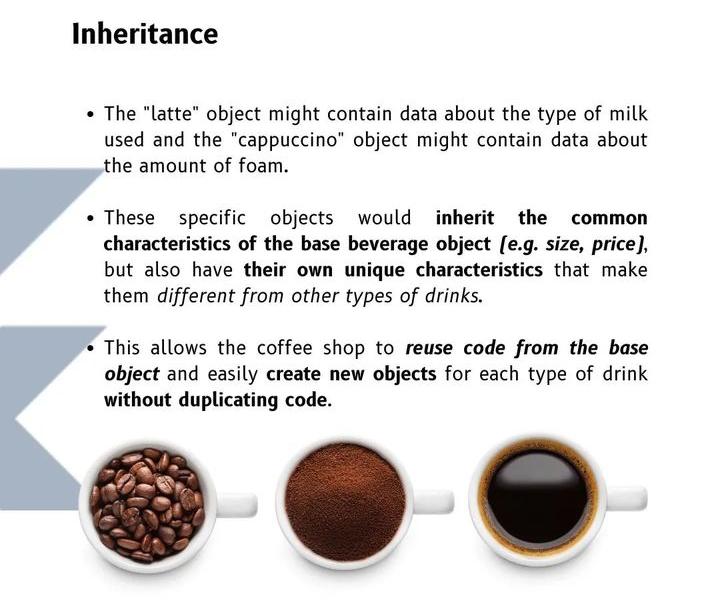 Inheritance
• The "latte" object might contain data about the type of milk
used and the "cappuccino" object might contain data about
the amount of foam.
• These specific objects would inherit the common
characteristics of the base beverage object [e.g. size, price],
but also have their own unique characteristics that make
them different from other types of drinks.
• This allows the coffee shop to reuse code from the base
object and easily create new objects for each type of drink
without duplicating code.